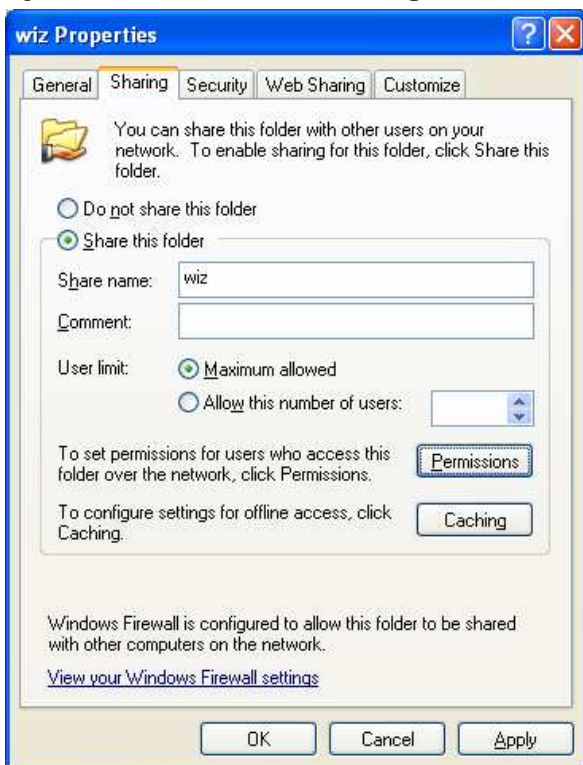 wiz Properties
General Sharing Security Web Sharing Customize
You can share this folder with other users on your
network. To enable sharing for this folder, click Share this
folder.
Do not share this folder
Share this folder
Share name: wiz
Comment:
User limit: Maximum allowed
Allow this number of users:
To set permissions for users who access this
folder over the network, click Permissions.
Permissions
To configure settings for offline access, click
Caching.
Caching
Windows Firewall is configured to allow this folder to be shared
with other computers on the network.
View your Windows Firewall settings
OK Cancel Apply